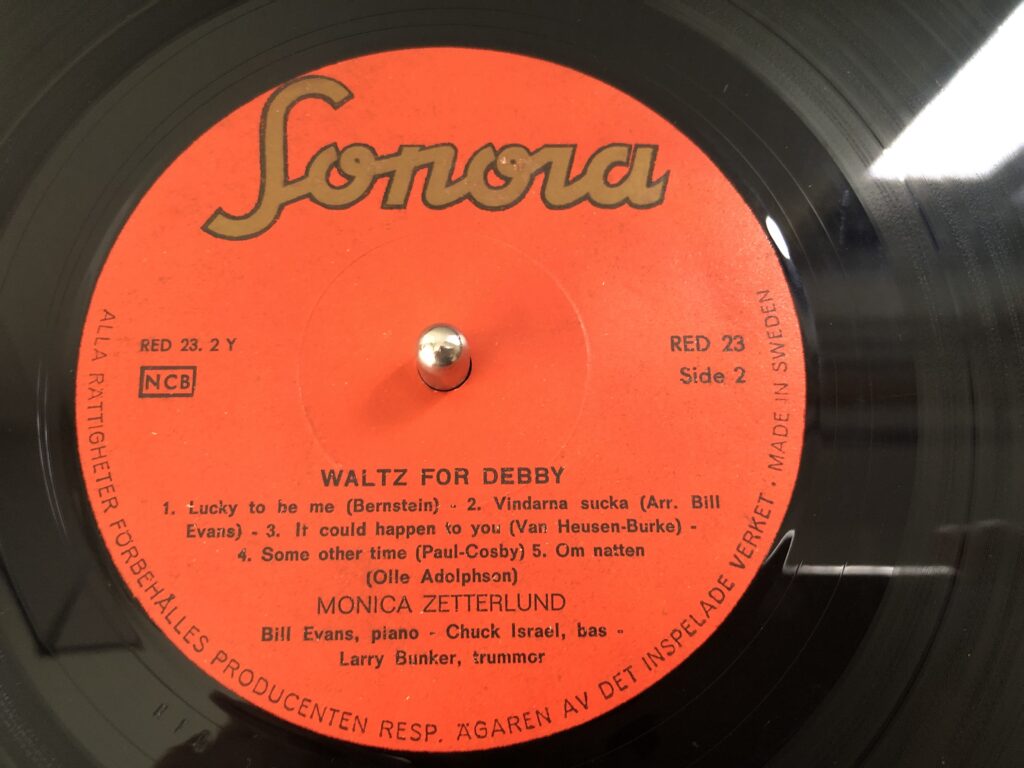 Sonora
RED 23. 2 Y
NCB
RED 23
Side 2
WALTZ FOR DEBBY
1. Lucky to be me (Bernstein) - 2. Vindarna sucka (Arr. Bill
Evans) - 3. It could happen to you (Van Heusen-Burke) -
4. Some other time (Paul-Cosby) 5. Om natten
(Olle Adolphson)
MONICA ZETTERLUND
Bill Evans, piano - Chuck Israel, bas -
Larry Bunker, trummor
ALLA RÄTTIGHETER FÖRBEHÅLLES PRODUCENTEN RESP. ÄGAREN AV DET INSPELADE VERKET · MADE IN SWEDEN